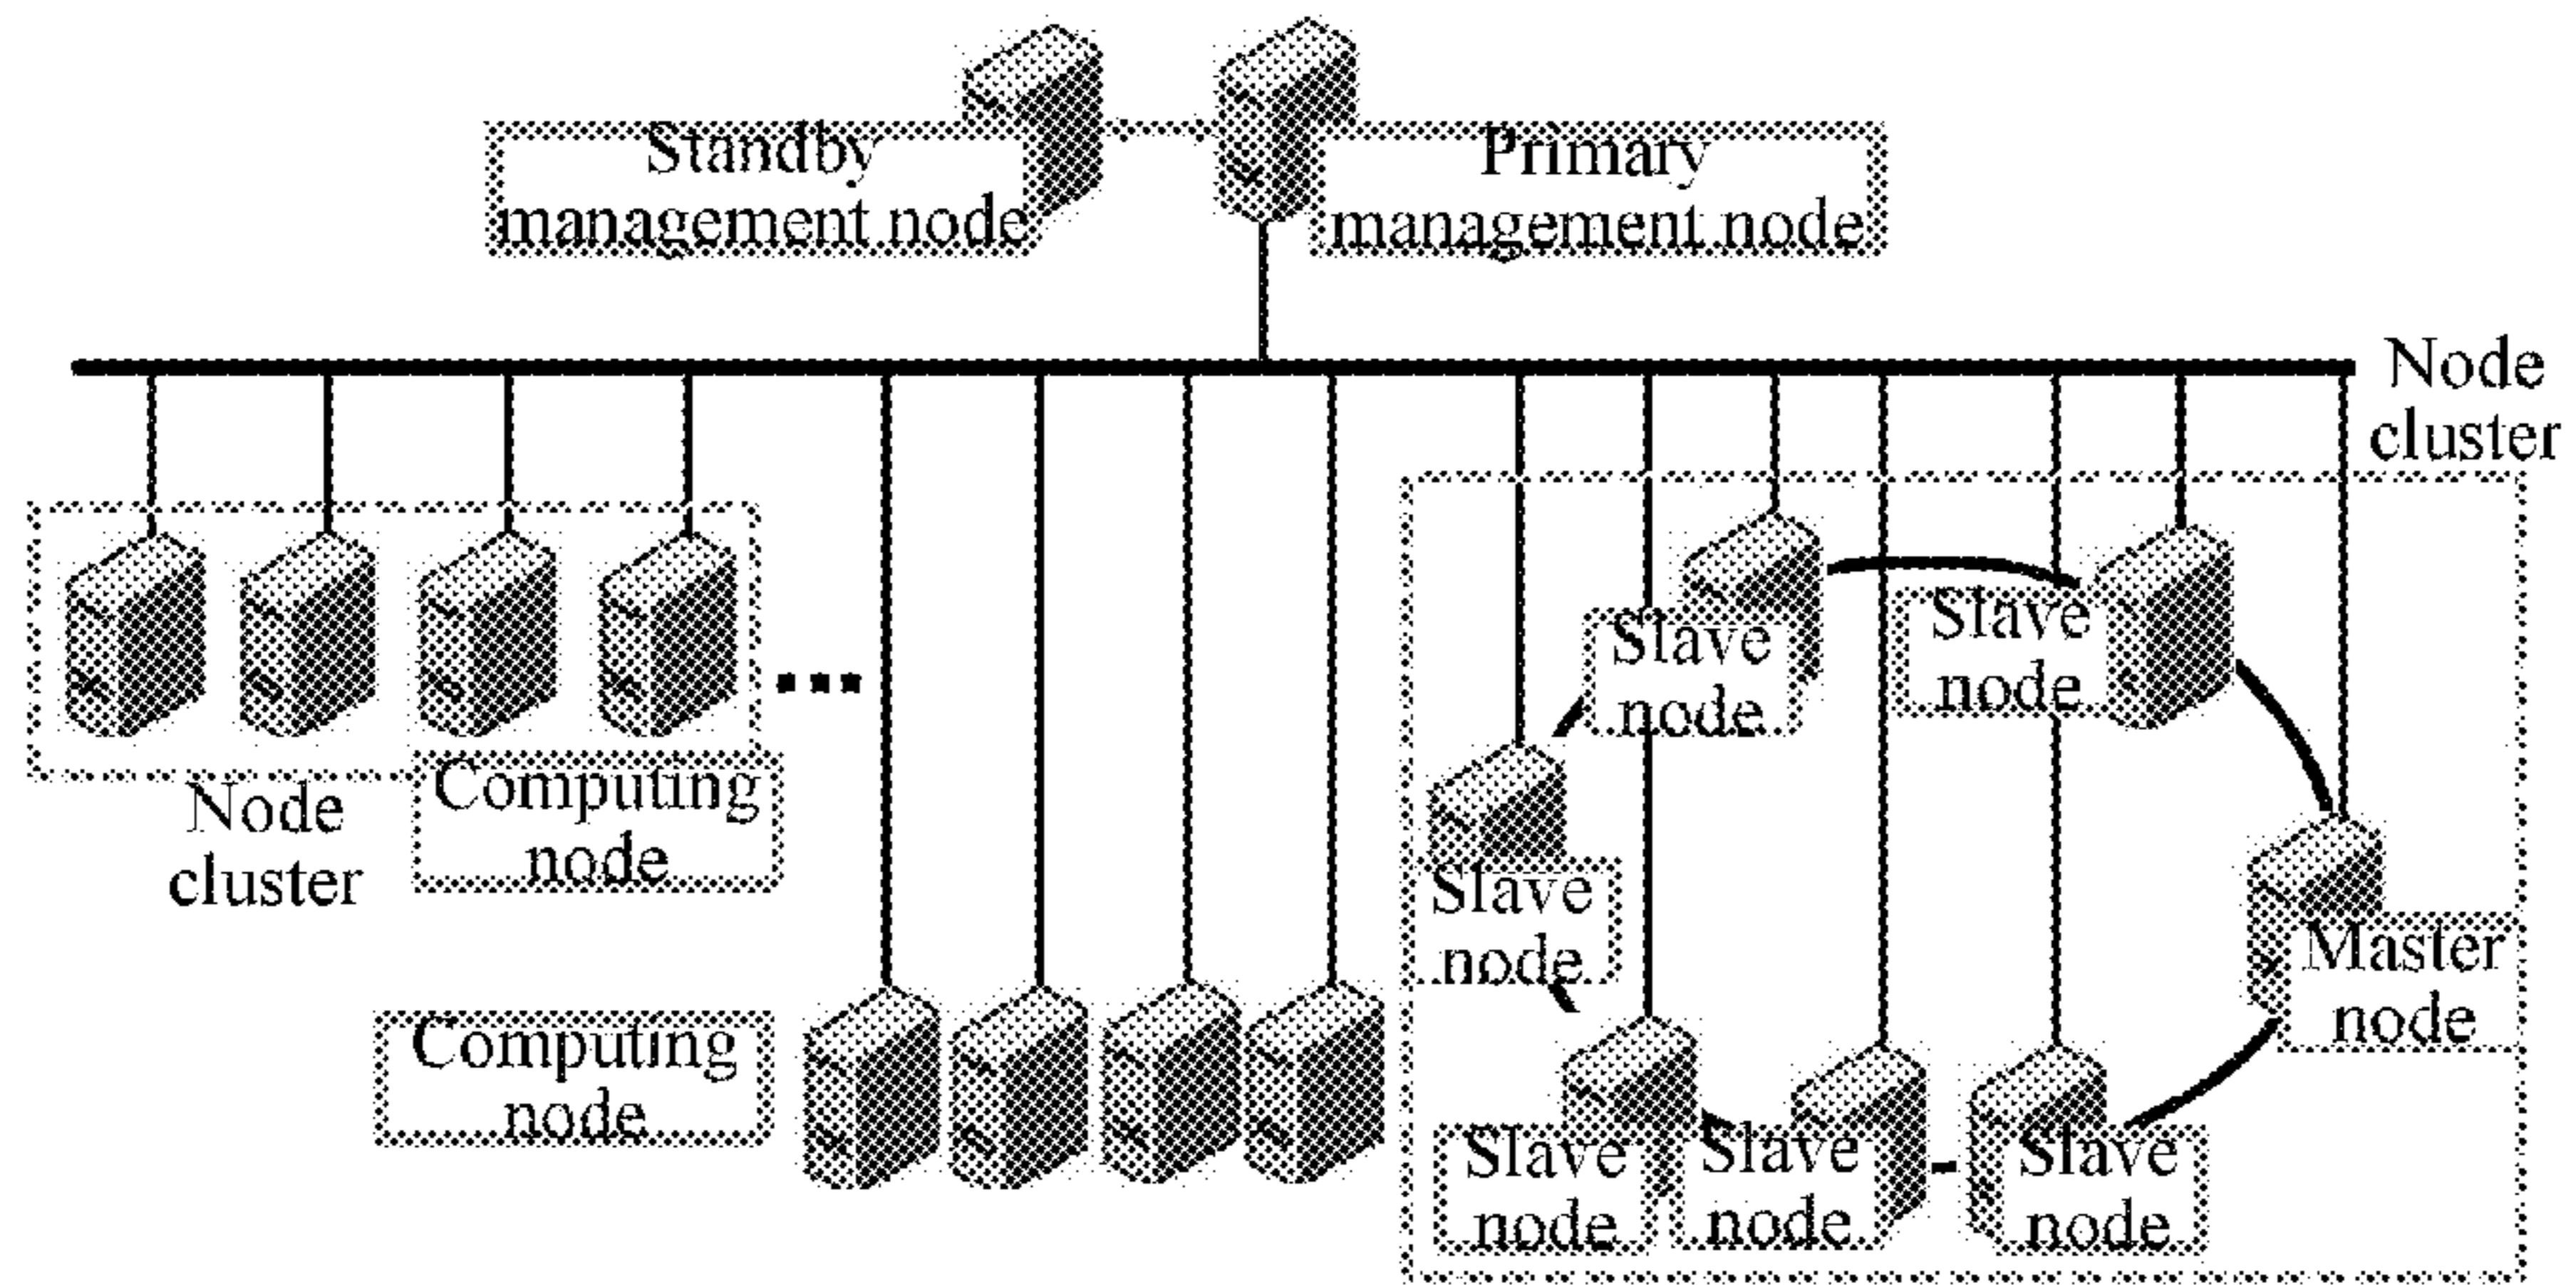 Standby
management node
Primary
management node
Node
cluster
Slave
node
Slave
node
Computing
node
Node
cluster
Slave
node
Master
node
Computing
node
Slave
node
Slave
node
Slave
node